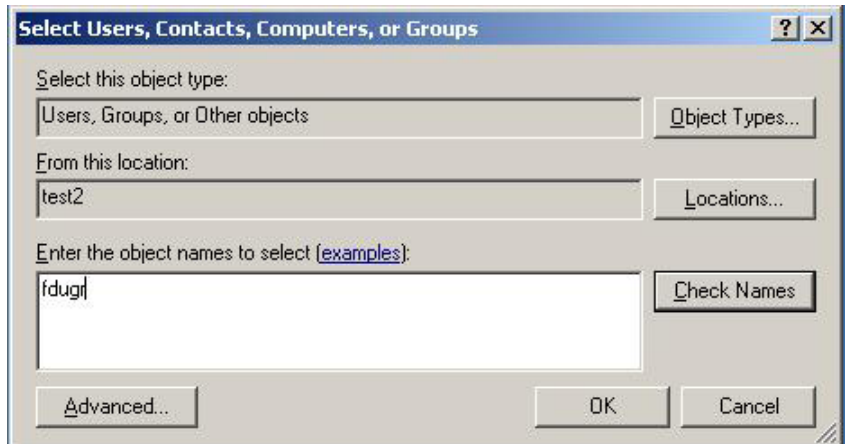 Select Users, Contacts, Computers, or Groups
Select this object type:
Users, Groups, or Other objects
Object Types...
From this location:
test2
Locations...
Enter the object names to select (examples):
fdugr
Check Names
Advanced...
OK
Cancel